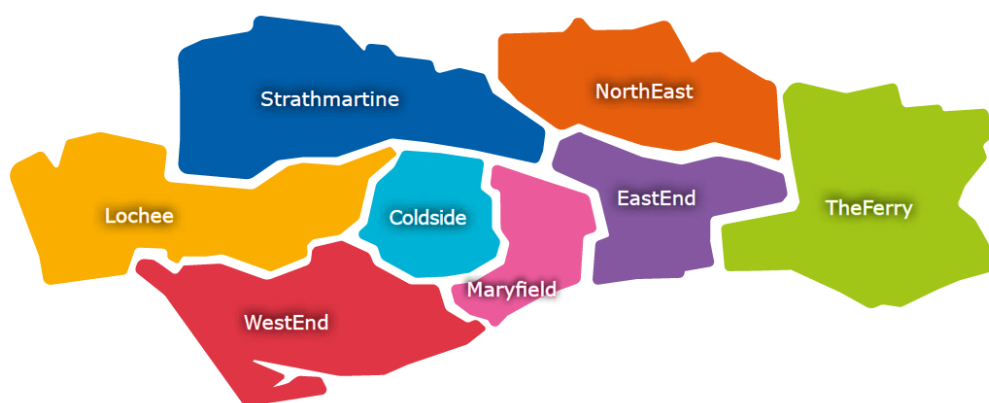 Strathmartine
NorthEast
Lochee
Coldside
EastEnd
TheFerry
Maryfield
WestEnd